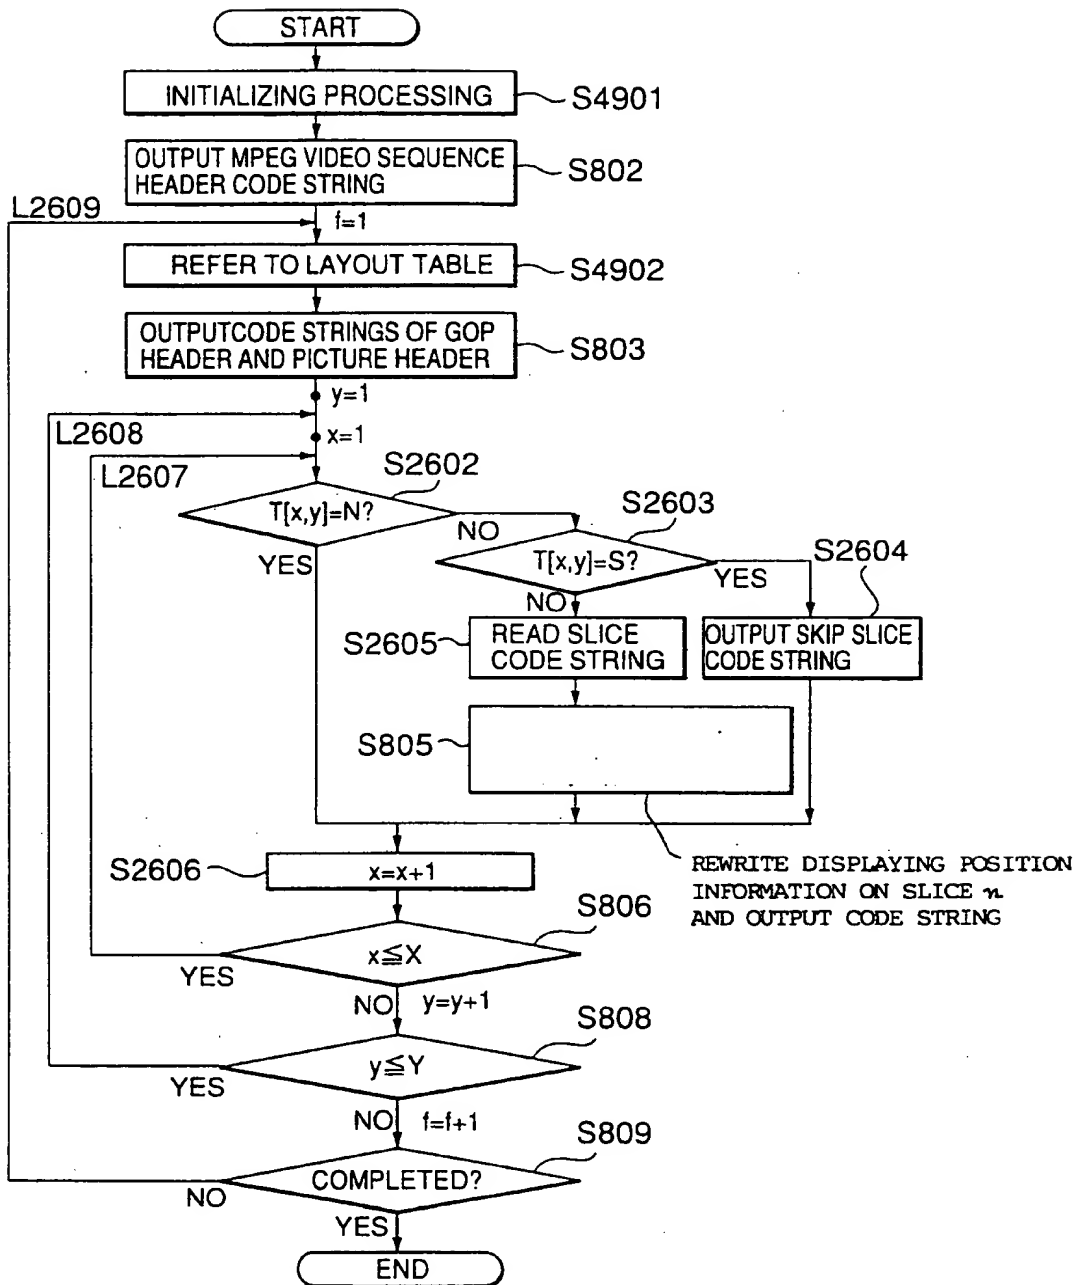 START
INITIALIZING PROCESSING
S4901
OUTPUT MPEG VIDEO SEQUENCE
HEADER CODE STRING
S802
L2609
f=1
REFER TO LAYOUT TABLE
S4902
OUTPUTCODE STRINGS OF GOP
HEADER AND PICTURE HEADER
S803
y=1
L2608
x=1
L2607
S2602
T[x,y]=N?
NO
YES
S2603
T[x,y]=S?
YES
NO
S2604
S2605
READ SLICE
CODE STRING
OUTPUT SKIP SLICE
CODE STRING
S805
REWRITE DISPLAYING POSITION
INFORMATION ON SLICE n
AND OUTPUT CODE STRING
S2606
x=x+1
S806
x≦X
YES
NO
y=y+1
S808
y≦Y
YES
NO
f=f+1
S809
COMPLETED?
NO
YES
END